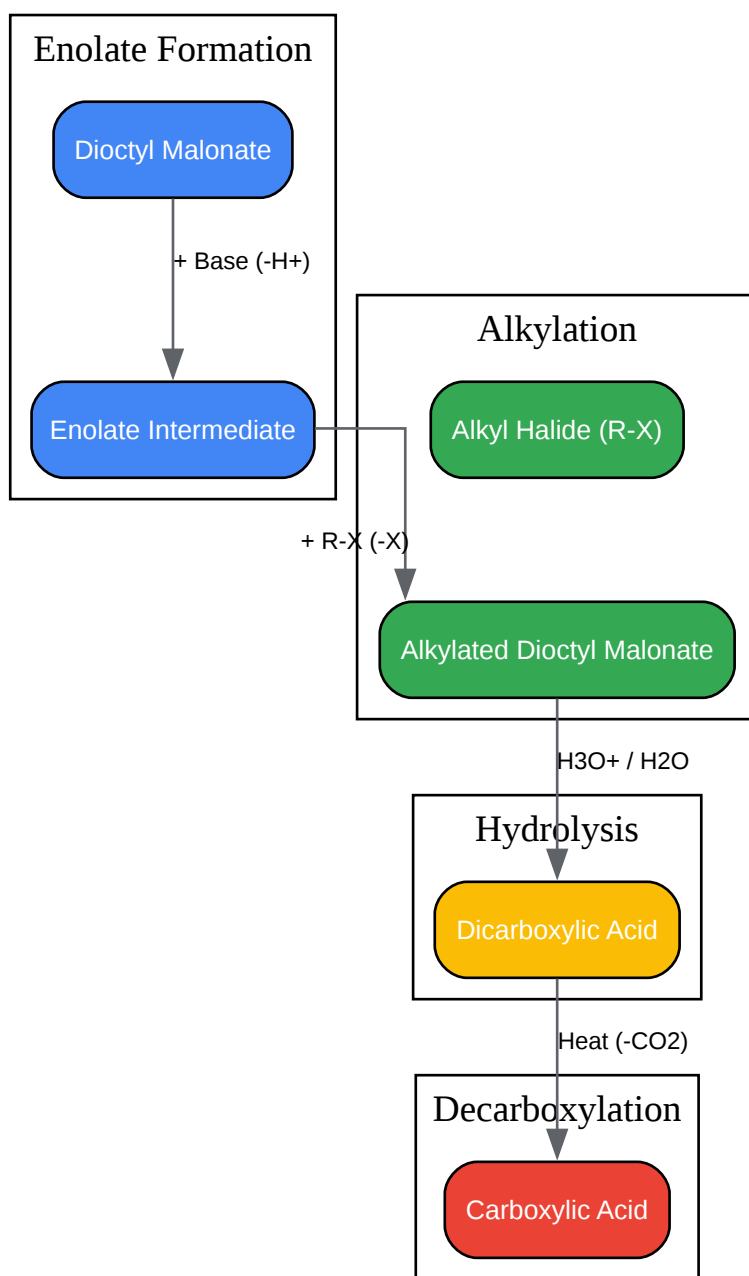 Enolate Formation
Dioctyl Malonate
+ Base (-H+)
Enolate Intermediate
Alkylation
Alkyl Halide (R-X)
+ R-X (-X)
Alkylated Dioctyl Malonate
H3O+ / H2O
Hydrolysis
Dicarboxylic Acid
Heat (-CO2)
Decarboxylation
Carboxylic Acid